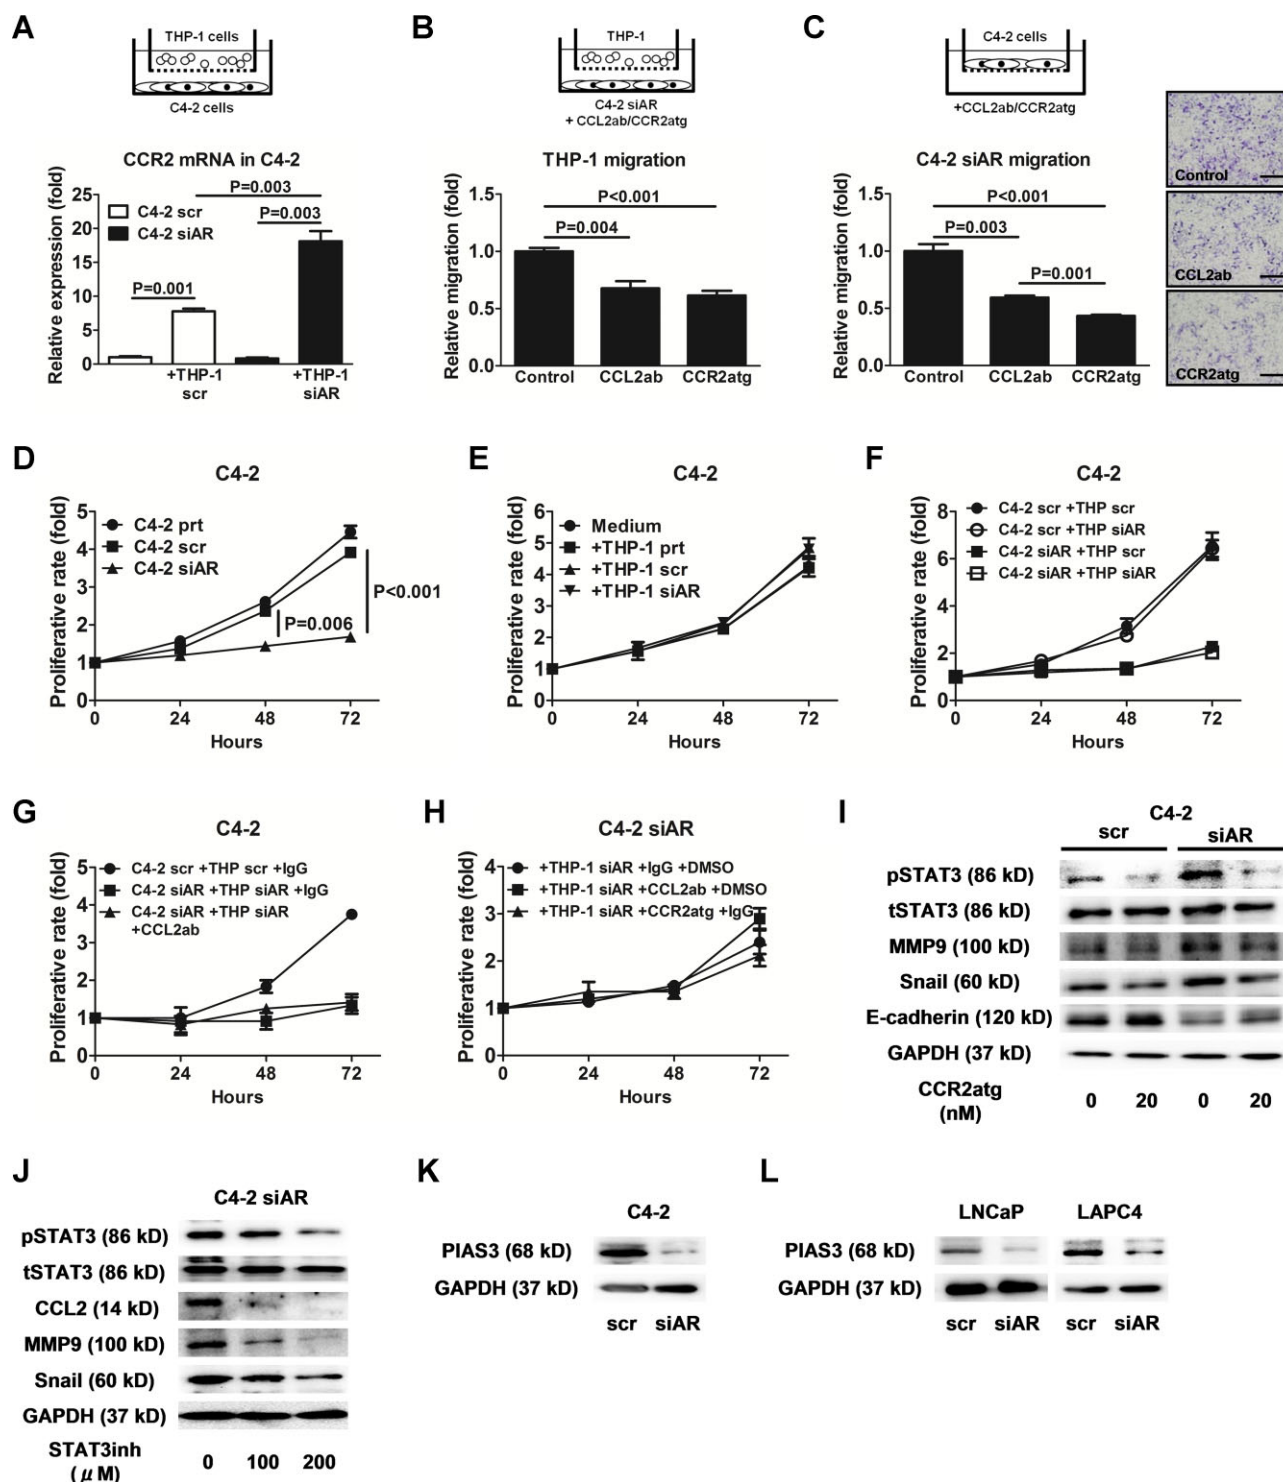 A
THP-1 cells
C4-2 cells
CCR2 mRNA in C4-2
Relative expression (fold)
25
20
15
10
5
0
C4-2 scr
C4-2 siAR
P=0.003
P=0.003
P=0.001
+THP-1
scr
+THP-1
siAR
B
THP-1
C4-2 siAR
+ CCL2ab/CCR2atg
THP-1 migration
Relative migration (fold)
1.5
1.0
0.5
0.0
P<0.001
P=0.004
Control
CCL2ab
CCR2atg
C
C4-2 cells
+CCL2ab/CCR2atg
C4-2 siAR migration
Relative migration (fold)
1.5
1.0
0.5
0.0
P<0.001
P=0.003
P=0.001
Control
CCL2ab
CCR2atg
Control
CCL2ab
CCR2atg
D
C4-2
Proliferative rate (fold)
5
4
3
2
1
0
C4-2 prt
C4-2 scr
C4-2 siAR
P<0.001
P=0.006
0
24
48
72
Hours
E
C4-2
Proliferative rate (fold)
6
5
4
3
2
1
0
Medium
+THP-1 prt
+THP-1 scr
+THP-1 siAR
0
24
48
72
Hours
F
C4-2
Proliferative rate (fold)
8
6
4
2
0
C4-2 scr +THP scr
C4-2 scr +THP siAR
C4-2 siAR +THP scr
C4-2 siAR +THP siAR
0
24
48
72
Hours
G
C4-2
Proliferative rate (fold)
5
4
3
2
1
0
C4-2 scr +THP scr +IgG
C4-2 siAR +THP siAR +IgG
C4-2 siAR +THP siAR
+CCL2ab
0
24
48
72
Hours
H
C4-2 siAR
Proliferative rate (fold)
4
3
2
1
0
+THP-1 siAR +IgG +DMSO
+THP-1 siAR +CCL2ab +DMSO
+THP-1 siAR +CCR2atg +IgG
0
24
48
72
Hours
I
C4-2
scr
siAR
pSTAT3 (86 kD)
tSTAT3 (86 kD)
MMP9 (100 kD)
Snail (60 kD)
E-cadherin (120 kD)
GAPDH (37 kD)
CCR2atg
(nM)
0
20
0
20
J
C4-2 siAR
pSTAT3 (86 kD)
tSTAT3 (86 kD)
CCL2 (14 kD)
MMP9 (100 kD)
Snail (60 kD)
GAPDH (37 kD)
STAT3inh
(μM)
0
100
200
K
C4-2
PIAS3 (68 kD)
GAPDH (37 kD)
scr
siAR
L
LNCaP
LAPC4
PIAS3 (68 kD)
GAPDH (37 kD)
scr
siAR
scr
siAR